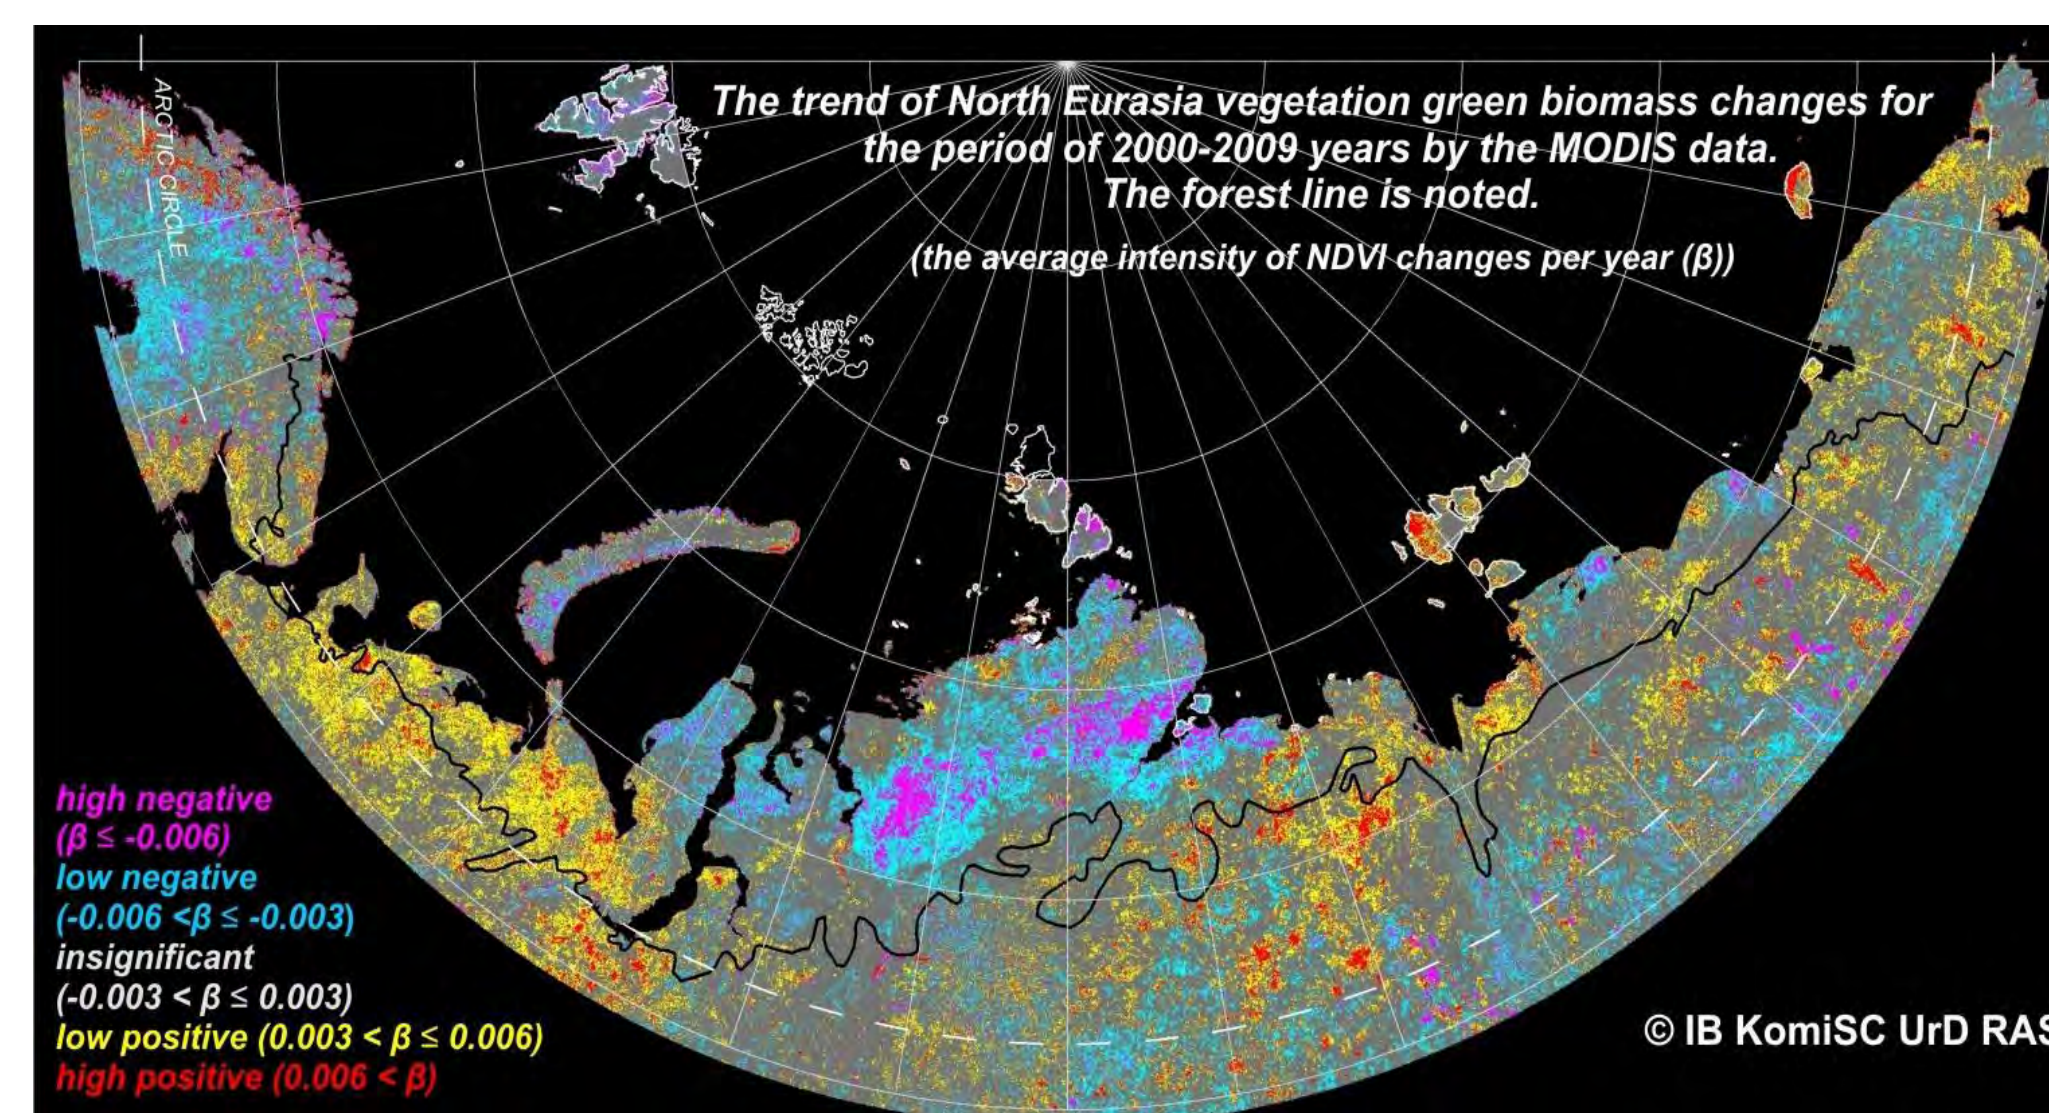 The trend of North Eurasia vegetation green biomass changes for
the period of 2000-2009 years by the MODIS data.
The forest line is noted.
(the average intensity of NDVI changes per year (β))
ARCTIC CIRCLE
high negative
(β ≤ -0.006)
low negative
(-0.006 <β ≤ -0.003)
insignificant
(-0.003 < β ≤ 0.003)
low positive (0.003 < β ≤ 0.006)
high positive (0.006 < β)
© IB KomiSC UrD RAS